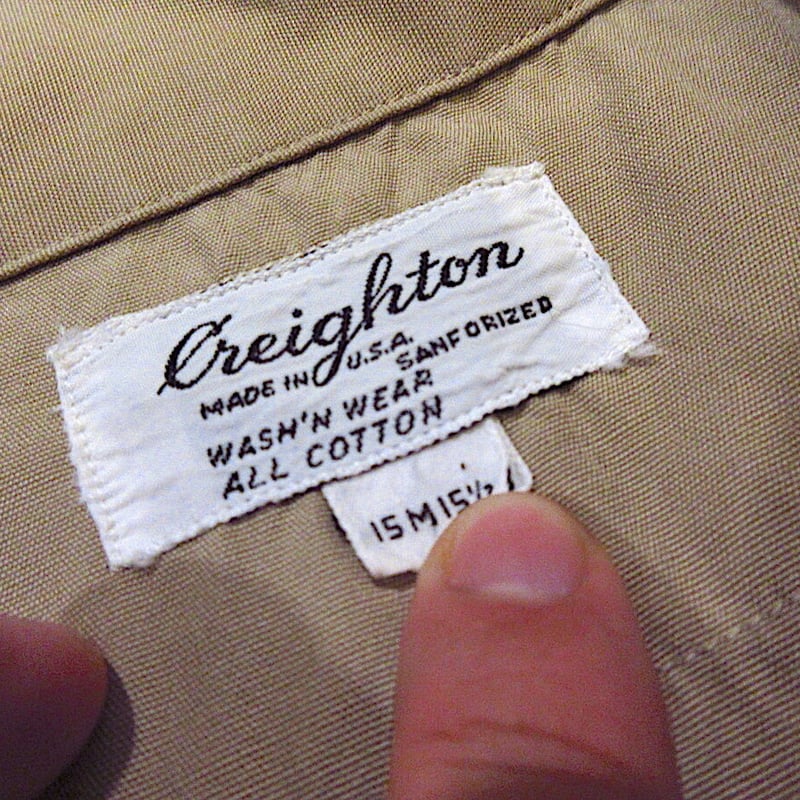 Creighton
MADE IN U.S.A. SANFORIZED
WASH'N WEAR
ALL COTTON
15 M 15½